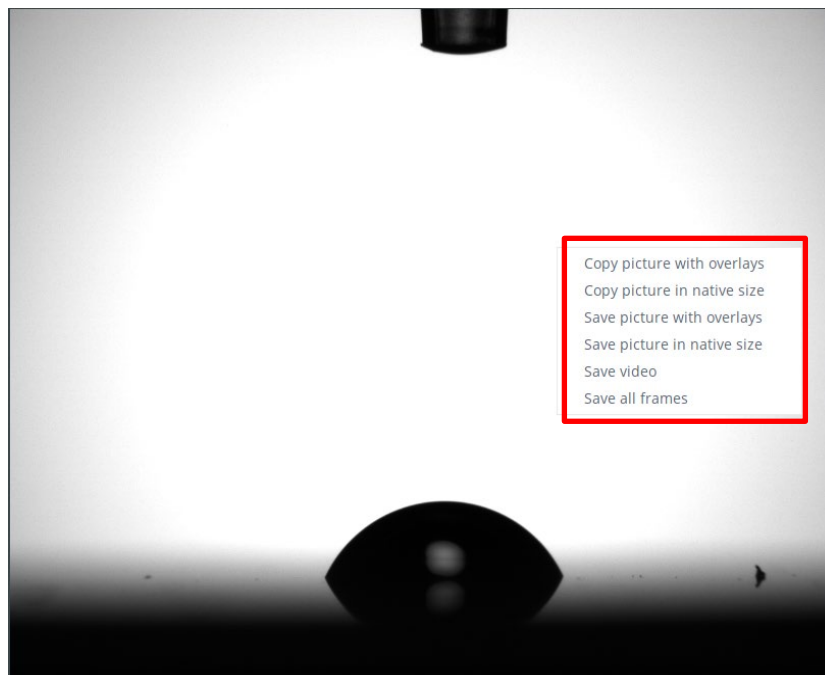 Copy picture with overlays
Copy picture in native size
Save picture with overlays
Save picture in native size
Save video
Save all frames